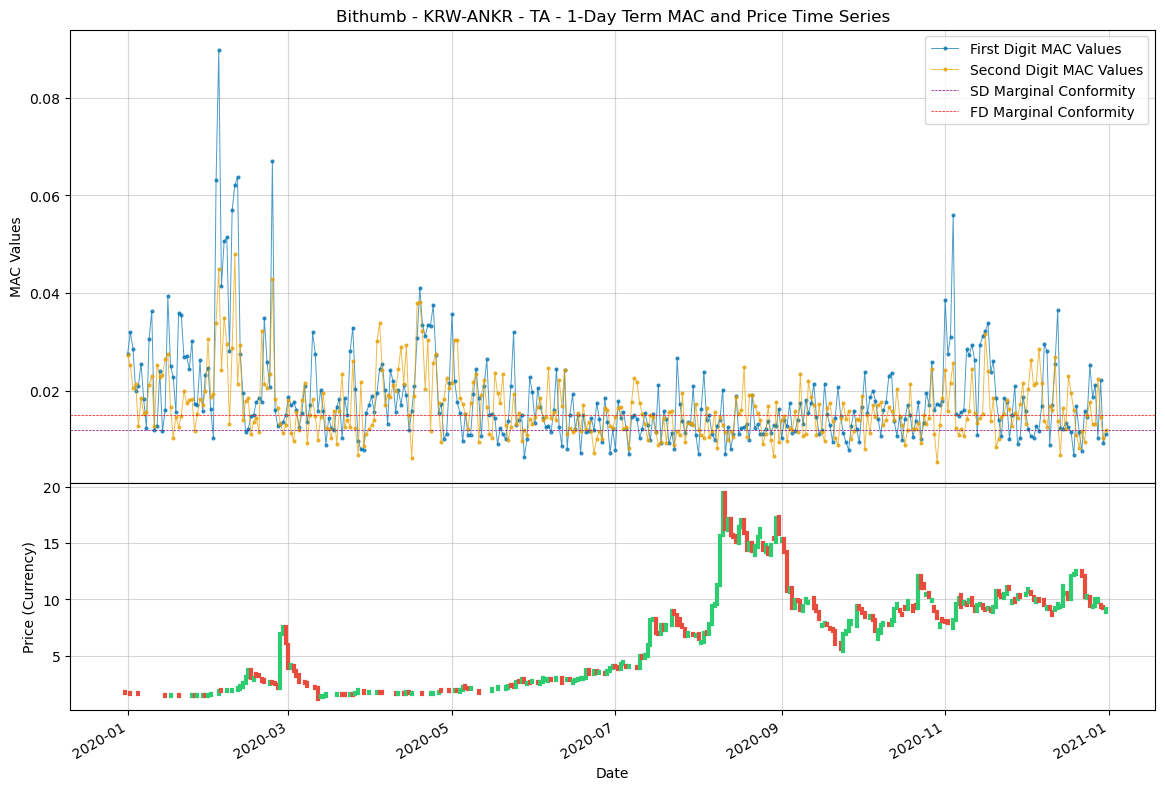 Bithumb - KRW-ANKR - TA - 1-Day Term MAC and Price Time Series
First Digit MAC Values
Second Digit MAC Values
SD Marginal Conformity
FD Marginal Conformity
MAC Values
0.08
0.06
0.04
0.02
Price (Currency)
20
15
10
5
2020-01
2020-03
2020-05
2020-07
2020-09
2020-11
2021-01
Date